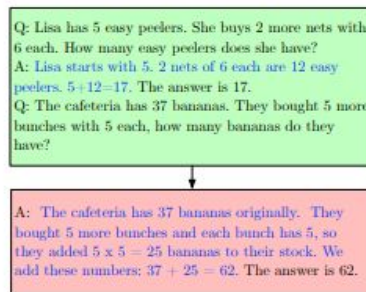 Q: Lisa has 5 easy peelers. She buys 2 more nets with
6 each. How many easy peelers does she have?
A: Lisa starts with 5. 2 nets of 6 each are 12 easy
peelers. 5+12=17. The answer is 17.
Q: The cafeteria has 37 bananas. They bought 5 more
bunches with 5 each, how many bananas do they
have?
A: The cafeteria has 37 bananas originally. They
bought 5 more bunches and each bunch has 5, so
they added 5 x 5 = 25 bananas to their stock. We
add these numbers: 37 + 25 = 62. The answer is 62.